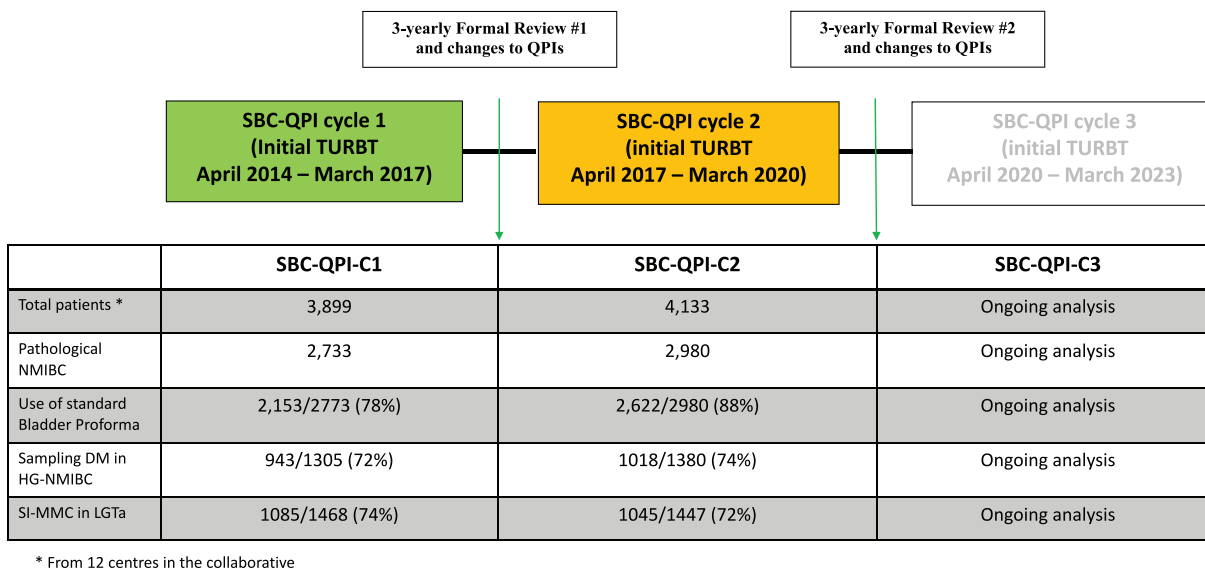 3-yearly Formal Review #1
and changes to QPIs
3-yearly Formal Review #2
and changes to QPIs
SBC-QPI cycle 1
(Initial TURBT
April 2014 – March 2017)
SBC-QPI cycle 2
(initial TURBT
April 2017 – March 2020)
SBC-QPI cycle 3
(initial TURBT
April 2020 – March 2023)
SBC-QPI-C1 SBC-QPI-C2 SBC-QPI-C3
Total patients * 3,899 4,133 Ongoing analysis
Pathological
NMIBC 2,733 2,980 Ongoing analysis
Use of standard
Bladder Proforma 2,153/2773 (78%) 2,622/2980 (88%) Ongoing analysis
Sampling DM in
HG-NMIBC 943/1305 (72%) 1018/1380 (74%) Ongoing analysis
SI-MMC in LGTa 1085/1468 (74%) 1045/1447 (72%) Ongoing analysis
* From 12 centres in the collaborative